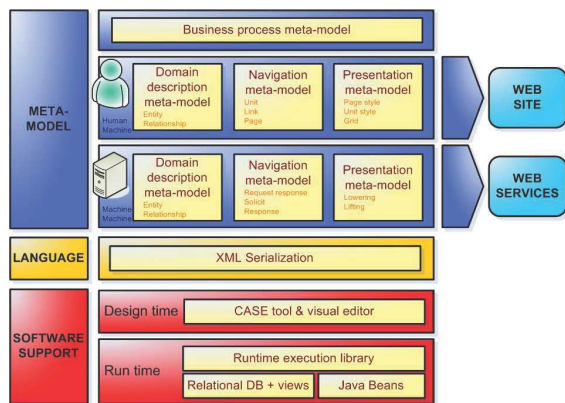 Business process meta-model
META-
MODEL
Human
Machine
Domain
description
meta-model
Entity
Relationship
Navigation
meta-model
Unit
Link
Page
Presentation
meta-model
Page style
Unit style
Grid
WEB
SITE
Machine
Machine
Domain
description
meta-model
Entity
Relationship
Navigation
meta-model
Request response
Solicit
Response
Presentation
meta-model
Lowering
Lifting
WEB
SERVICES
LANGUAGE
XML Serialization
SOFTWARE
SUPPORT
Design time
CASE tool & visual editor
Run time
Runtime execution library
Relational DB + views
Java Beans